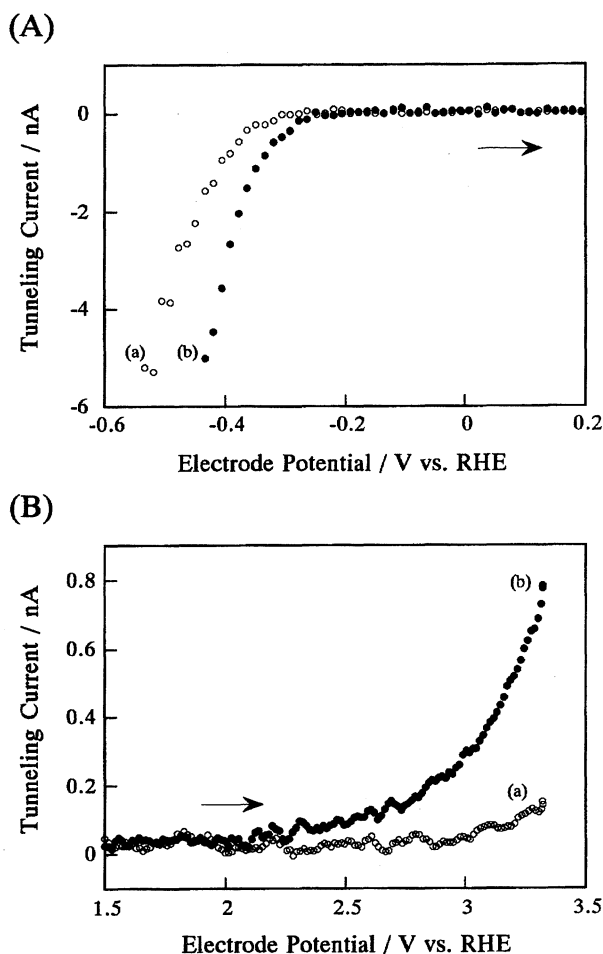 (A)
0
-2
-4
-6
Tunneling Current / nA
(a)
(b)
-0.6
-0.4
-0.2
0
0.2
Electrode Potential / V vs. RHE
(B)
0.8
0.6
0.4
0.2
0
Tunneling Current / nA
(b)
(a)
1.5
2
2.5
3
3.5
Electrode Potential / V vs. RHE